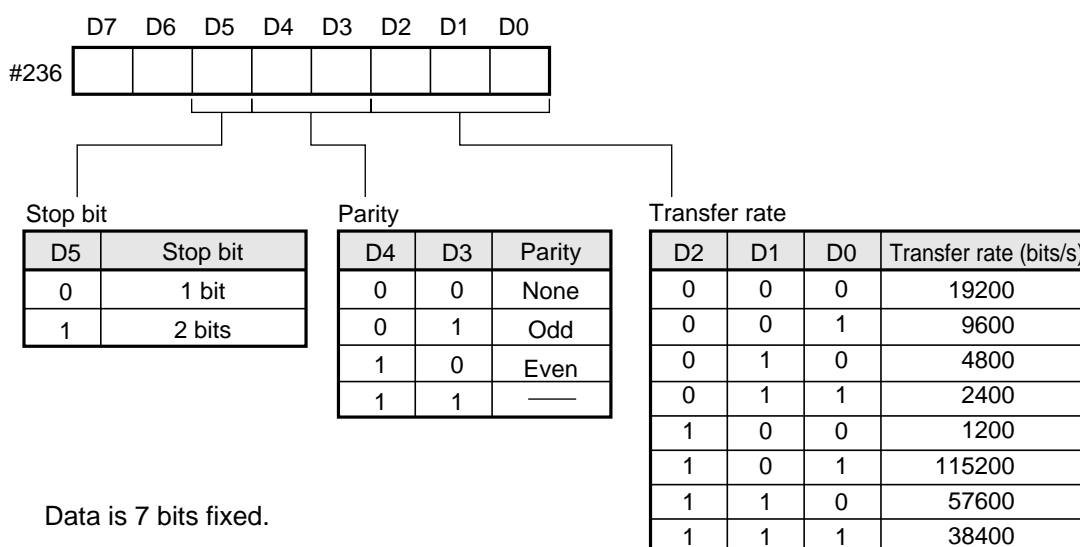 D7 D6 D5 D4 D3 D2 D1 D0
#236
Stop bit
D5 Stop bit
0 1 bit
1 2 bits
Parity
D4 D3 Parity
0 0 None
0 1 Odd
1 0 Even
1 1 ——
Transfer rate
D2 D1 D0 Transfer rate (bits/s)
0 0 0 19200
0 0 1 9600
0 1 0 4800
0 1 1 2400
1 0 0 1200
1 0 1 115200
1 1 0 57600
1 1 1 38400
Data is 7 bits fixed.